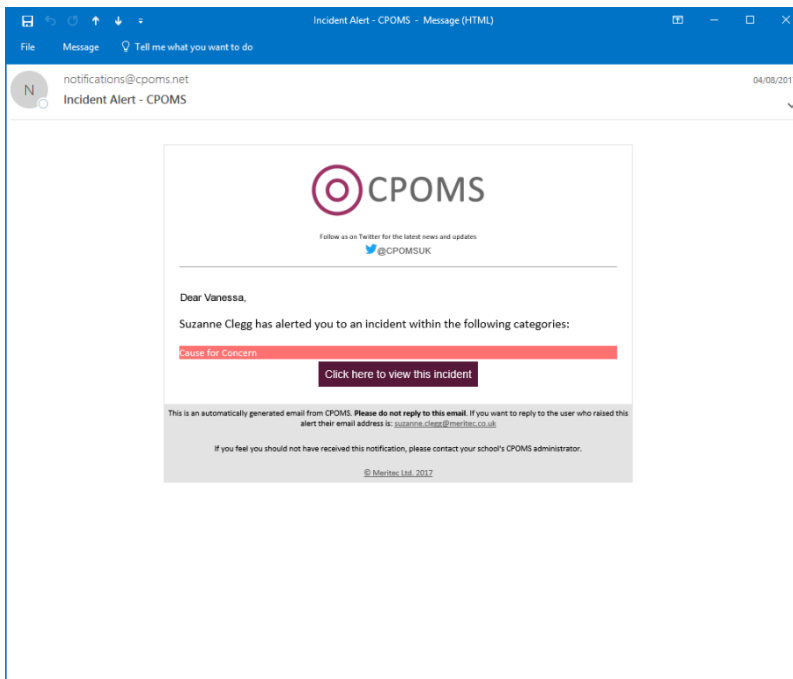 Incident Alert - CPOMS - Message (HTML)
File Message Tell me what you want to do
N
notifications@cpoms.net
04/08/201
Incident Alert - CPOMS
CPOMS
Follow us on Twitter for the latest news and updates
@CPOMSUK
Dear Vanessa,
Suzanne Clegg has alerted you to an incident within the following categories:
Cause for Concern
Click here to view this incident
This is an automatically generated email from CPOMS. Please do not reply to this email. If you want to reply to the user who raised this
alert their email address is: suzanne.clegg@meritec.co.uk
If you feel you should not have received this notification, please contact your school's CPOMS administrator.
© Meritec Ltd. 2017